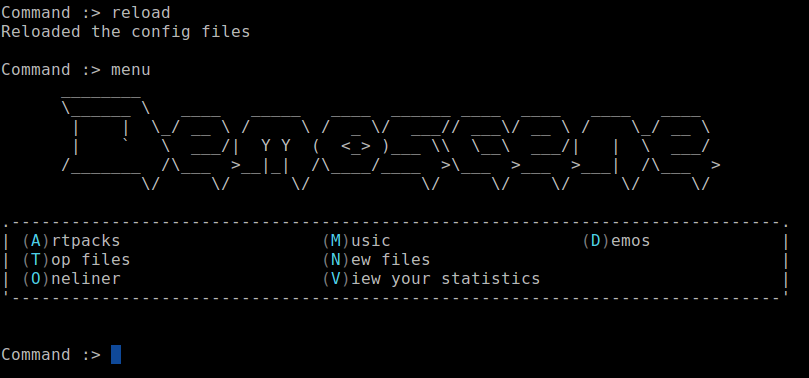 Command :> reload
Reloaded the config files
Command :> menu
Demoscene
(A)rtpacks (M)usic (D)emos
(T)op files (N)ew files
(O)neliner (V)iew your statistics
Command :>